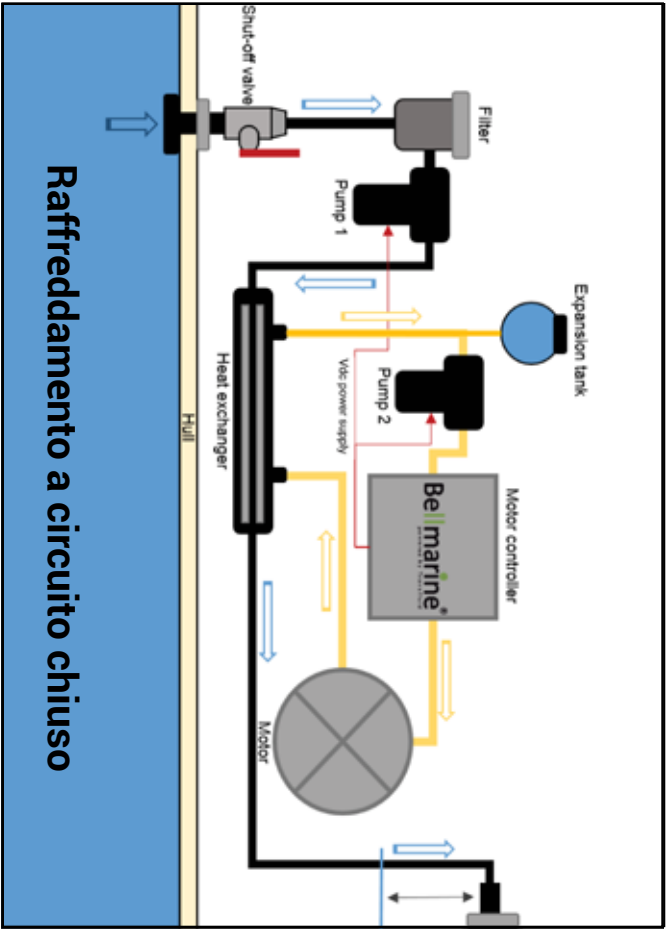 Expansion tank
Motor controller
Filter
Bellmarine®
Pump 2
Pump 1
Vdc power supply
Motor
Shut-off valve
Heat exchanger
Hull
Raffreddamento a circuito chiuso